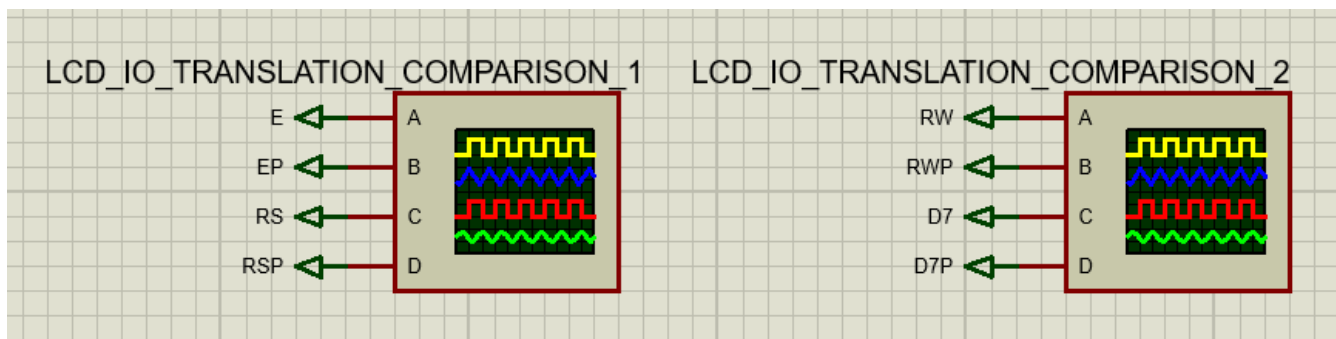 LCD_IO_TRANSLATION_COMPARISON_1
E A
EP B
RS C
RSP D
LCD_IO_TRANSLATION_COMPARISON_2
RW A
RWP B
D7 C
D7P D